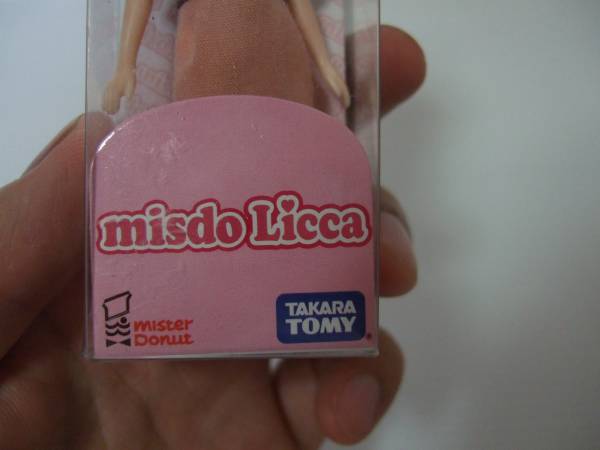 misdo Licca
mister
Donut
TAKARA
TOMY